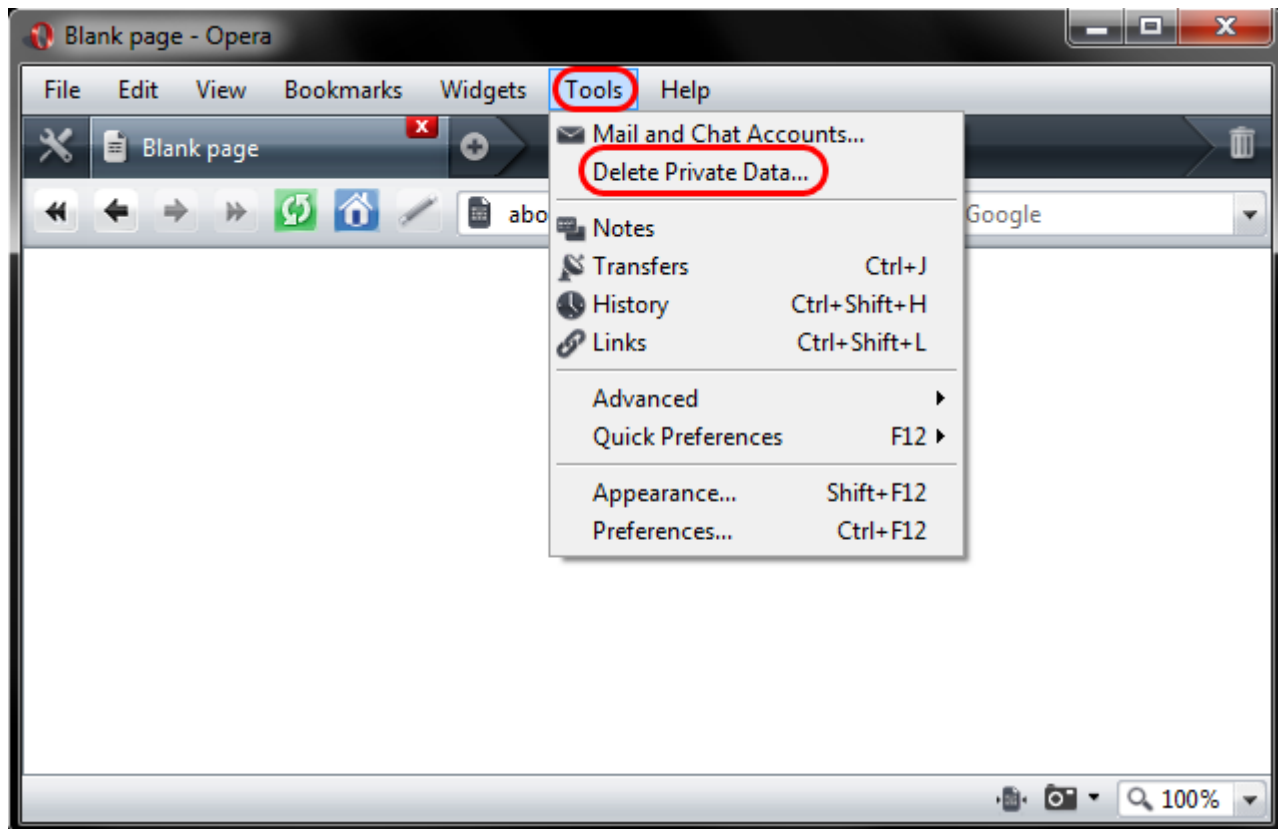 Blank page - Opera
File Edit View Bookmarks Widgets Tools Help
Blank page
Mail and Chat Accounts...
Delete Private Data...
abo
Google
Notes
Transfers Ctrl+J
History Ctrl+Shift+H
Links Ctrl+Shift+L
Advanced
Quick Preferences F12
Appearance... Shift+F12
Preferences... Ctrl+F12
100%